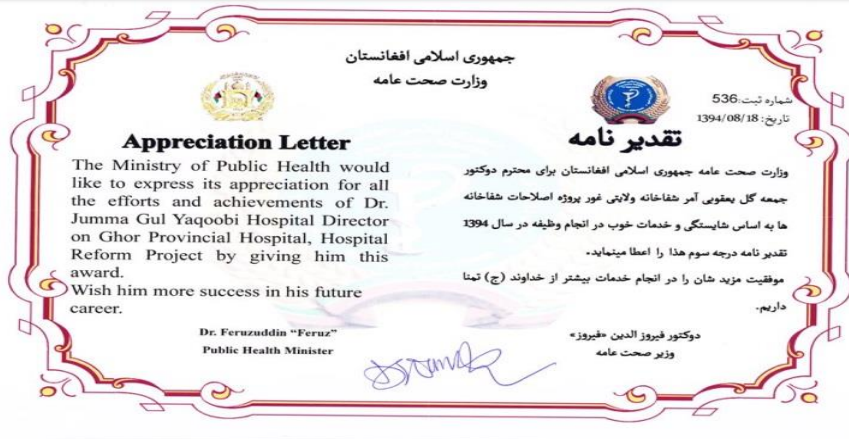 جمهوری اسلامی افغانستان
وزارت صحت عامه
شماره ثبت:536
تاریخ: 1394/08/18
Appreciation Letter
The Ministry of Public Health would
like to express its appreciation for all
the efforts and achievements of Dr.
Jumma Gul Yaqoobi Hospital Director
on Ghor Provincial Hospital, Hospital
Reform Project by giving him this
award.
Wish him more success in his future
career.
Dr. Feruzuddin "Feruz"
Public Health Minister
تقدیر نامه
وزارت صحت عامه جمهوری اسلامی افغانستان برای محترم دوکتور
جمعه گل یعقوبی آمر شفاخانه ولایتی غور پروژه اصلاحات شفاخانه
ها به اساس شایستگی و خدمات خوب در انجام وظیفه در سال 1394
تقدیر نامه درجه سوم هذا را اعطا مینماید.
موفقیت مزید شان را در انجام خدمات بیشتر از خداوند (ج) تمنا
داریم.
دوکتور فیروز الدین «فیروز»
وزیر صحت عامه